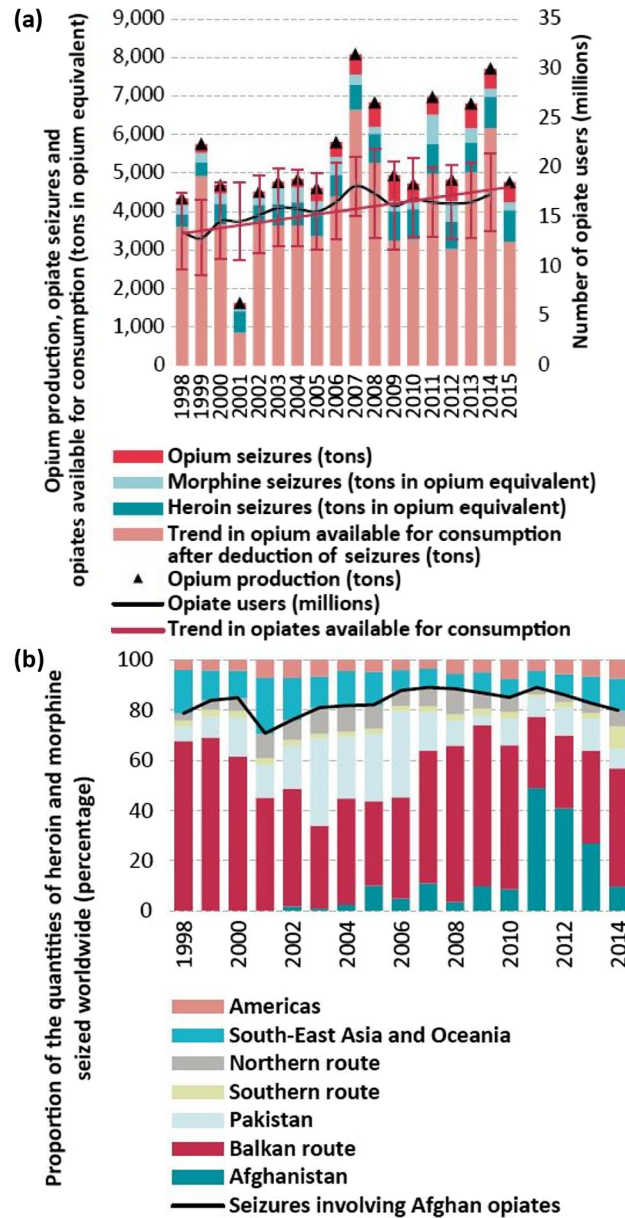 (a)
Opium production, opiate seizures and
opiates available for consumption (tons in opium equivalent)
9,000
8,000
7,000
6,000
5,000
4,000
3,000
2,000
1,000
0
35
30
25
20
15
10
5
0
Number of opiate users (millions)
1998
1999
2000
2001
2002
2003
2004
2005
2006
2007
2008
2009
2010
2011
2012
2013
2014
2015
Opium seizures (tons)
Morphine seizures (tons in opium equivalent)
Heroin seizures (tons in opium equivalent)
Trend in opium available for consumption
after deduction of seizures (tons)
Opium production (tons)
Opiate users (millions)
Trend in opiates available for consumption
(b)
Proportion of the quantities of heroin and morphine
seized worldwide (percentage)
100
80
60
40
20
0
1998
2000
2002
2004
2006
2008
2010
2012
2014
Americas
South-East Asia and Oceania
Northern route
Southern route
Pakistan
Balkan route
Afghanistan
Seizures involving Afghan opiates